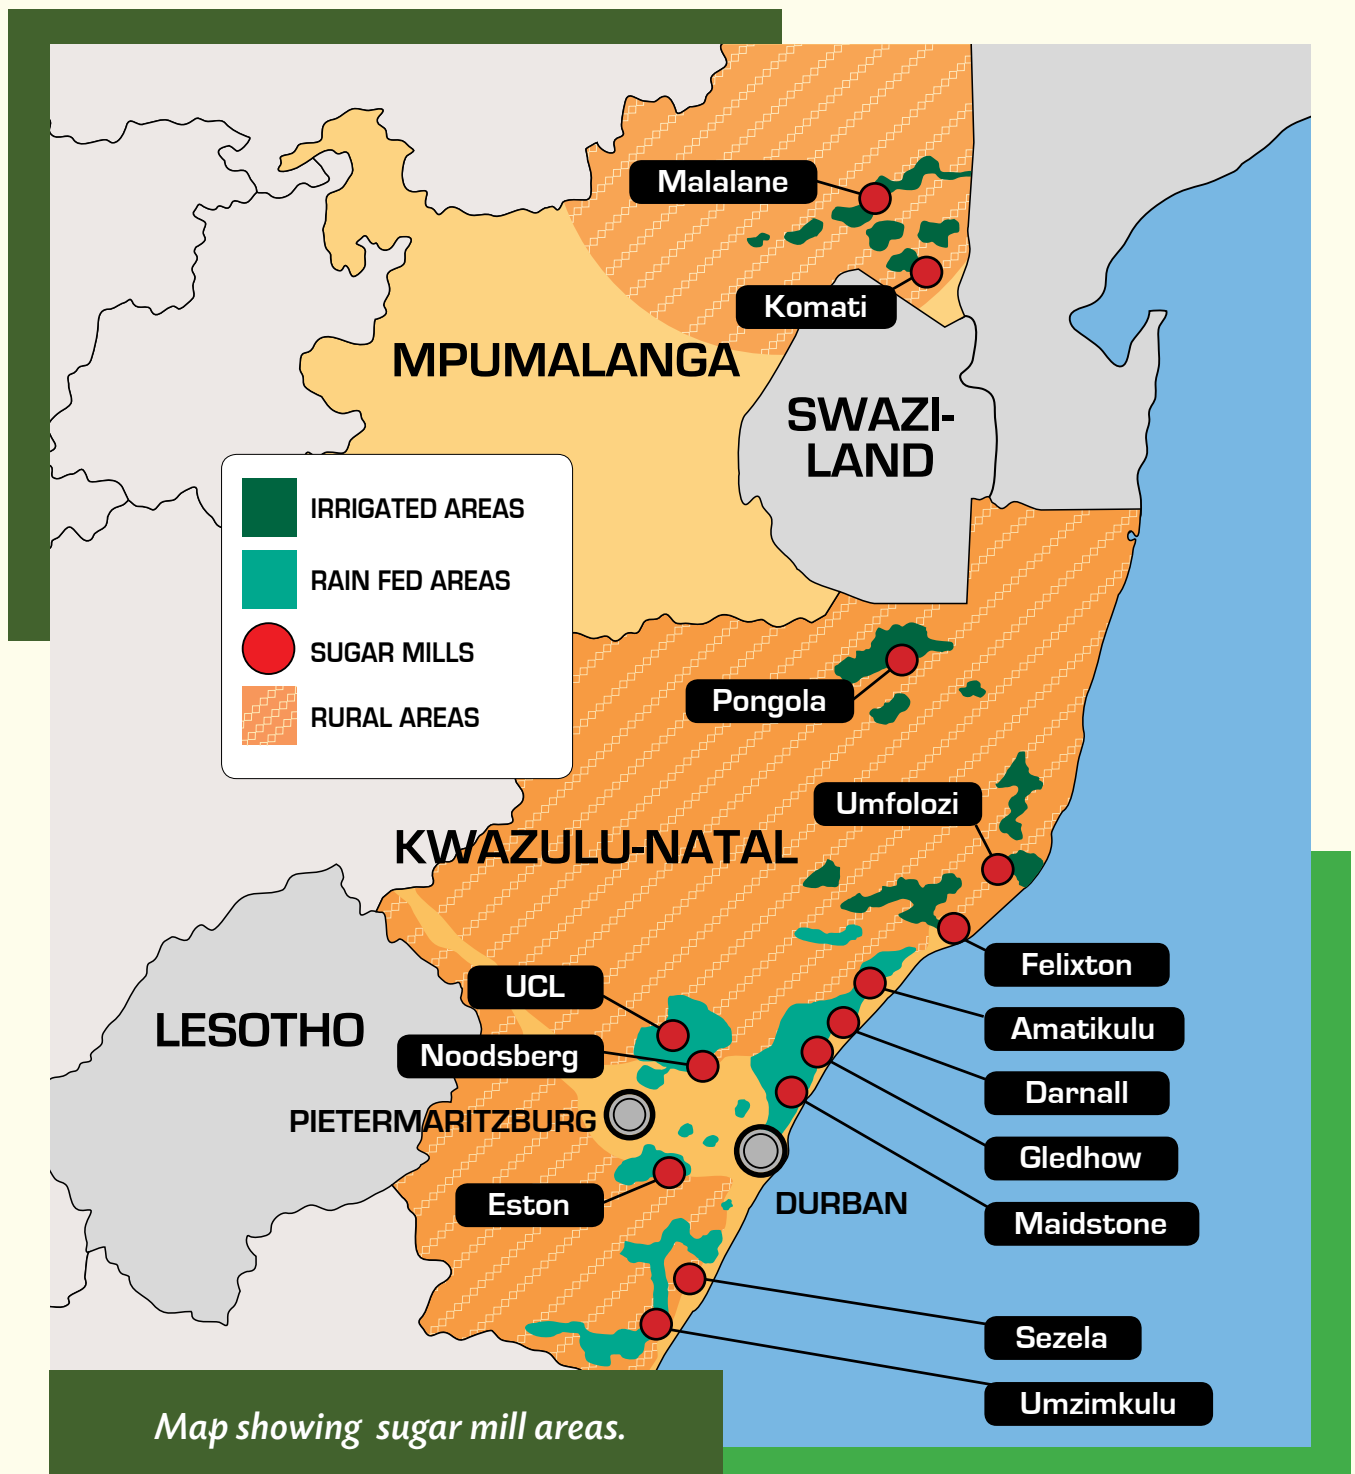 Malalane
Komati
MPUMALANGA
SWAZI-
LAND
IRRIGATED AREAS
RAIN FED AREAS
SUGAR MILLS
RURAL AREAS
Pongola
Umfolozi
KWAZULU-NATAL
Felixton
UCL
LESOTHO
Amatikulu
Noodsberg
Darnall
PIETERMARITZBURG
Gledhow
Eston
DURBAN
Maidstone
Sezela
Umzimkulu
Map showing sugar mill areas.